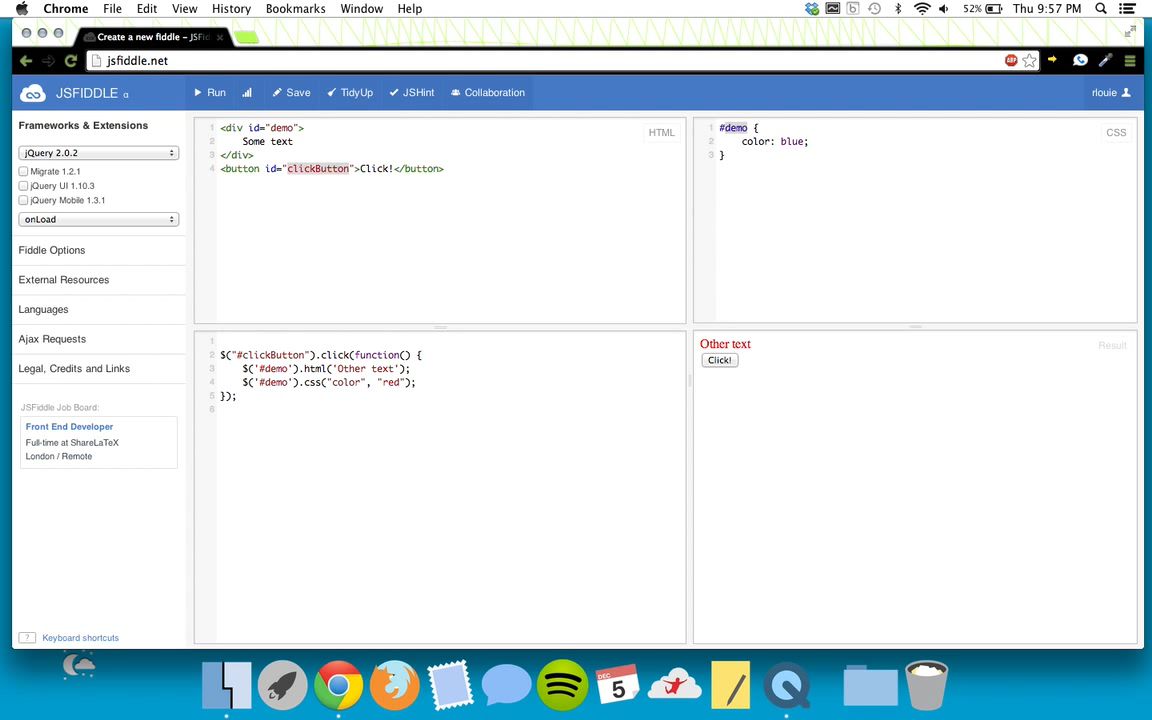 Chrome File Edit View History Bookmarks Window Help 52% Thu 9:57 PM
Create a new fiddle – JSFid
jsfiddle.net
ABP
JSFIDDLE α Run Save TidyUp JSHint Collaboration rlouie
Frameworks & Extensions
jQuery 2.0.2
Migrate 1.2.1
jQuery UI 1.10.3
jQuery Mobile 1.3.1
onLoad
Fiddle Options
External Resources
Languages
Ajax Requests
Legal, Credits and Links
JSFiddle Job Board:
Front End Developer
Full-time at ShareLaTeX
London / Remote
? Keyboard shortcuts
HTML
1 <div id="demo">
2 Some text
3 </div>
4 <button id="clickButton">Click!</button>
CSS
1 #demo {
2 color: blue;
3 }
1
2 $("#clickButton").click(function() {
3 $('#demo').html('Other text');
4 $('#demo').css("color", "red");
5 });
6
Other text
Result
Click!
DEC
5